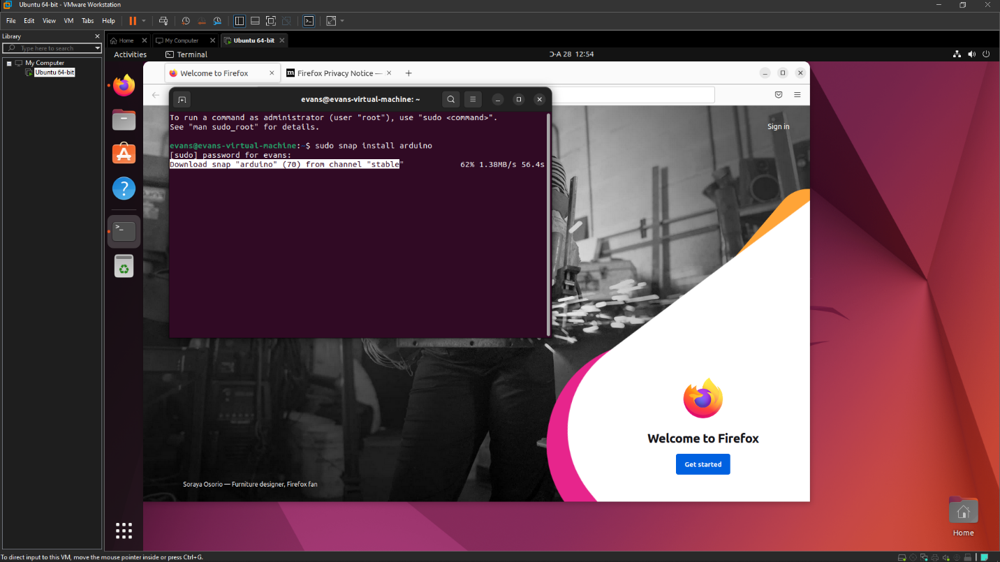 Ubuntu 64-bit - VMware Workstation
File Edit View VM Tabs Help
Library
Type here to search
My Computer
Ubuntu 64-bit
Home
My Computer
Ubuntu 64-bit
Activities
Terminal
Ɔ-A 28 12:54
Welcome to Firefox
Firefox Privacy Notice —
evans@evans-virtual-machine: ~
To run a command as administrator (user "root"), use "sudo <command>".
See "man sudo_root" for details.
evans@evans-virtual-machine:~$ sudo snap install arduino
[sudo] password for evans:
Download snap "arduino" (70) from channel "stable" 62% 1.38MB/s 56.4s
Sign in
Welcome to Firefox
Get started
Soraya Osorio — Furniture designer, Firefox fan
Home
To direct input to this VM, move the mouse pointer inside or press Ctrl+G.